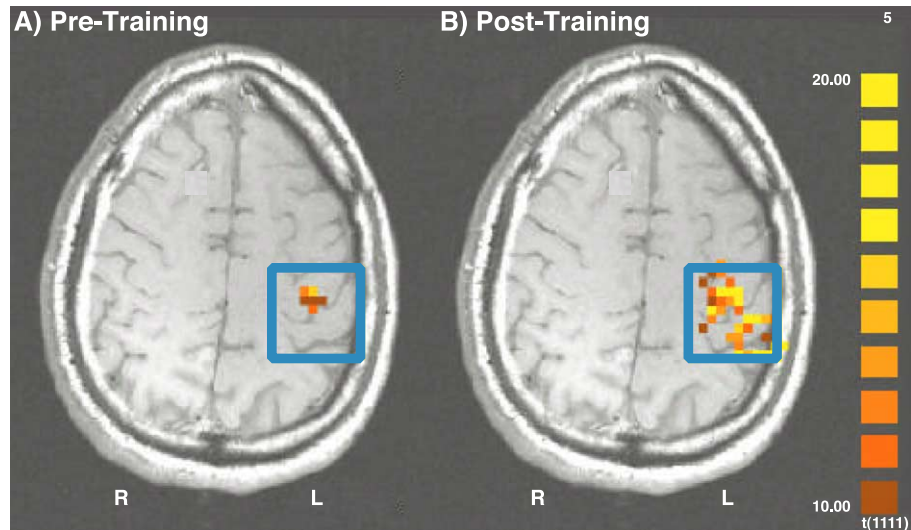 A) Pre-Training
B) Post-Training
5
20.00
10.00
t(1111)
R
L
R
L